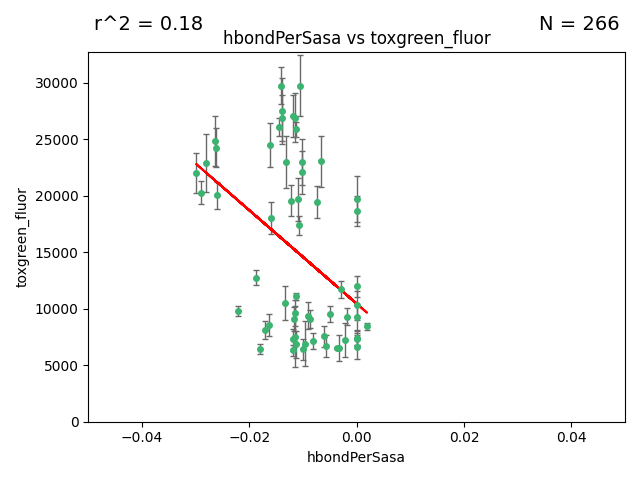 r^2 = 0.18
N = 266
hbondPerSasa vs toxgreen_fluor
30000
25000
20000
15000
10000
5000
0
toxgreen_fluor
−0.04
−0.02
0.00
0.02
0.04
hbondPerSasa